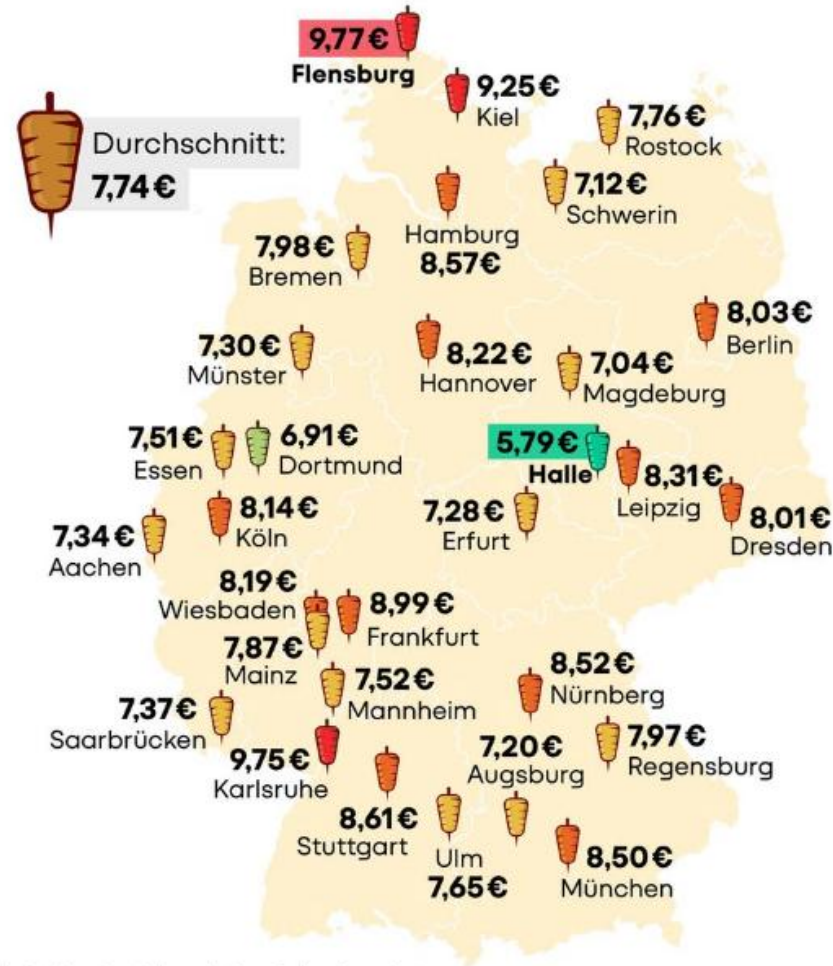 9,77 €
Flensburg
9,25 €
Kiel
7,76 €
Rostock
Durchschnitt:
7,74 €
7,12 €
Schwerin
Hamburg
8,57€
7,98 €
Bremen
8,03 €
Berlin
7,30 €
Münster
8,22 €
Hannover
7,04 €
Magdeburg
7,51 €
Essen
6,91 €
Dortmund
5,79 €
Halle
8,31 €
Leipzig
8,01 €
Dresden
7,34 €
Aachen
8,14 €
Köln
7,28 €
Erfurt
8,19 €
Wiesbaden
8,99 €
Frankfurt
7,87 €
Mainz
7,52 €
Mannheim
8,52 €
Nürnberg
7,37 €
Saarbrücken
9,75 €
Karlsruhe
7,20 €
Augsburg
7,97 €
Regensburg
8,61 €
Stuttgart
Ulm
7,65 €
8,50 €
München